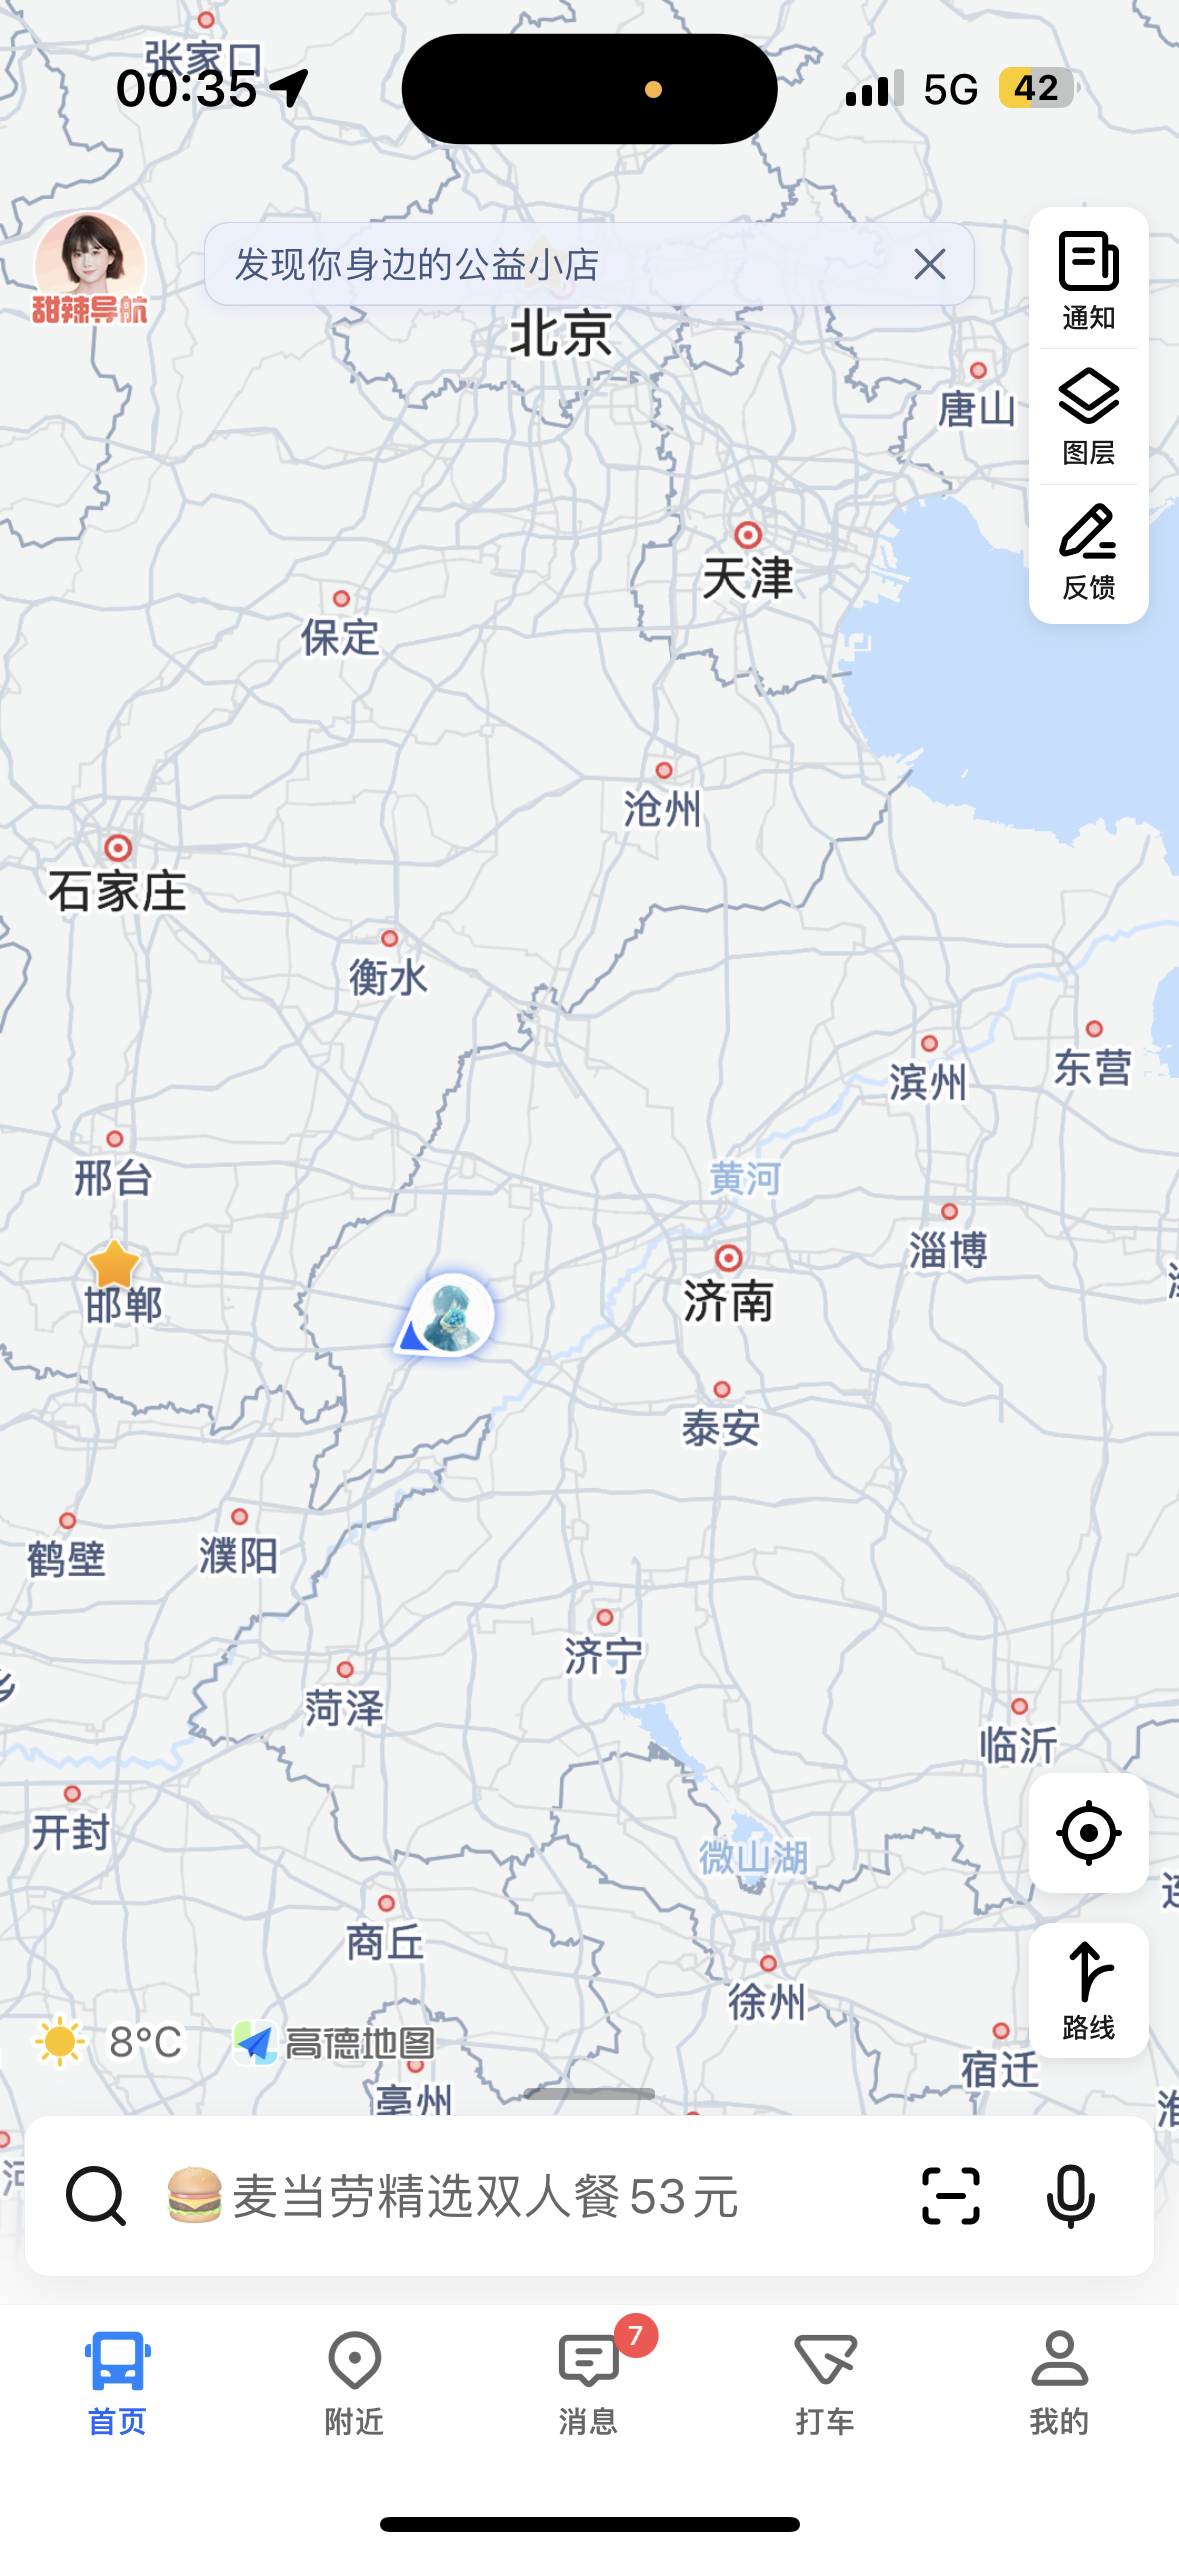 张家口
00:35
5G
42
甜辣导航
发现你身边的公益小店
通知
北京
唐山
图层
天津
反馈
保定
沧州
石家庄
衡水
滨州
东营
邢台
黄河
淄博
邯郸
济南
泰安
鹤壁
濮阳
济宁
菏泽
临沂
开封
微山湖
商丘
徐州
路线
8°C
高德地图
宿迁
亳州
麦当劳精选双人餐53元
7
首页
附近
消息
打车
我的